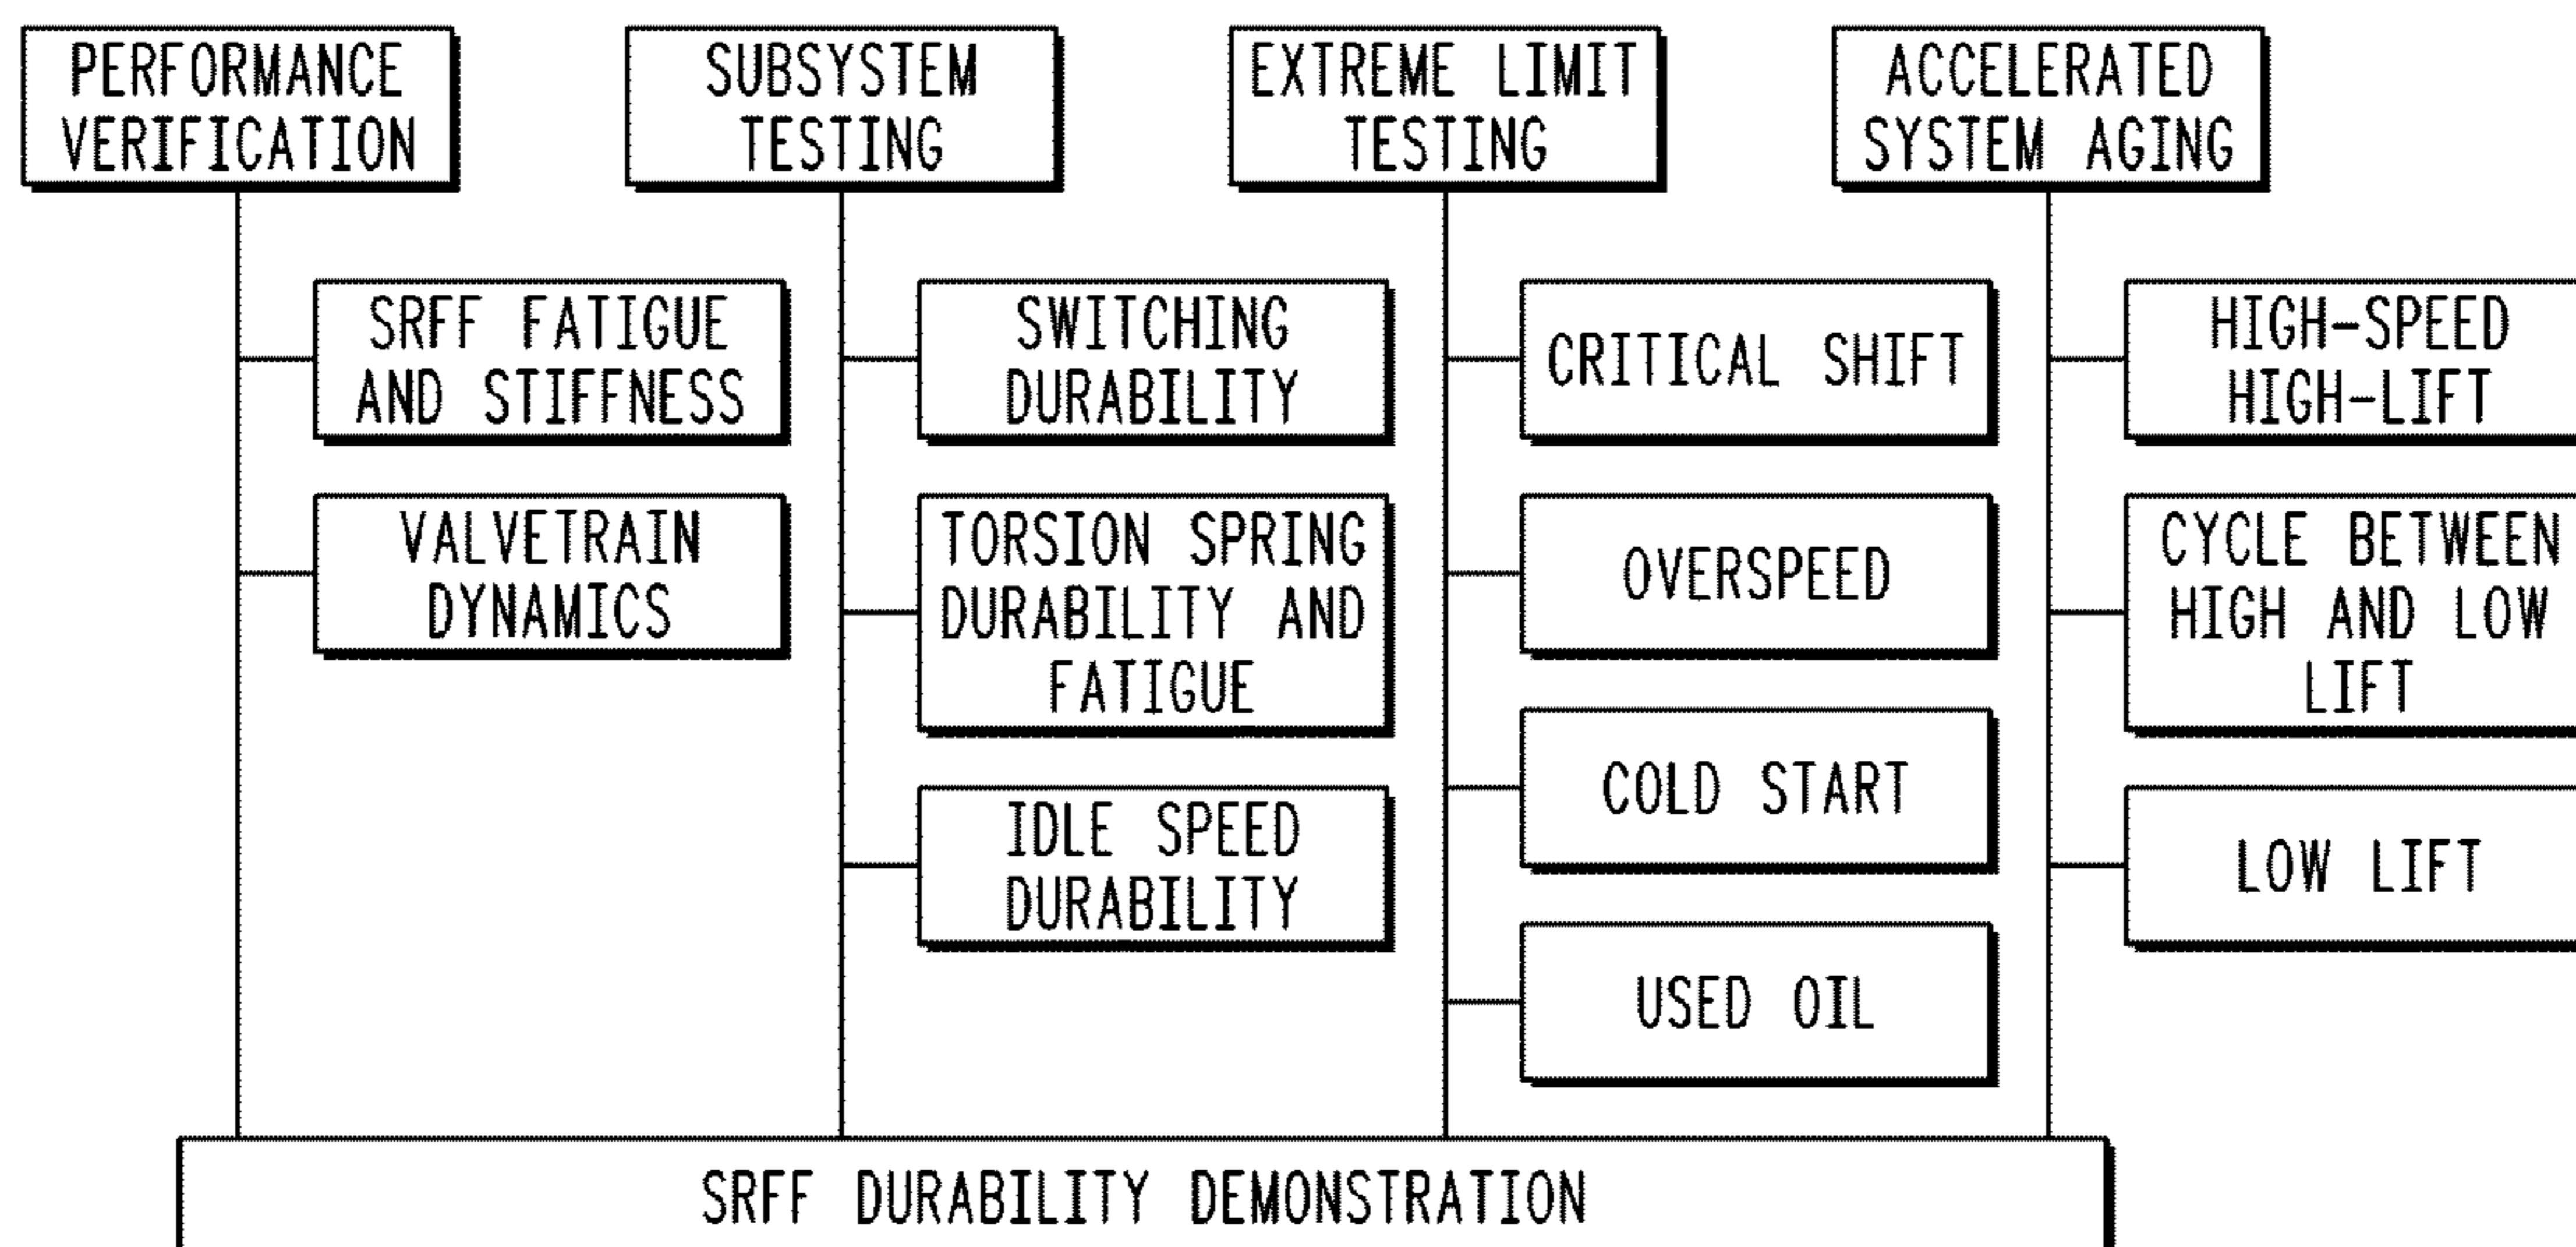 PERFORMANCE
VERIFICATION
SUBSYSTEM
TESTING
EXTREME LIMIT
TESTING
ACCELERATED
SYSTEM AGING
SRFF FATIGUE
AND STIFFNESS
VALVETRAIN
DYNAMICS
SWITCHING
DURABILITY
TORSION SPRING
DURABILITY AND
FATIGUE
IDLE SPEED
DURABILITY
CRITICAL SHIFT
OVERSPEED
COLD START
USED OIL
HIGH-SPEED
HIGH-LIFT
CYCLE BETWEEN
HIGH AND LOW
LIFT
LOW LIFT
SRFF DURABILITY DEMONSTRATION